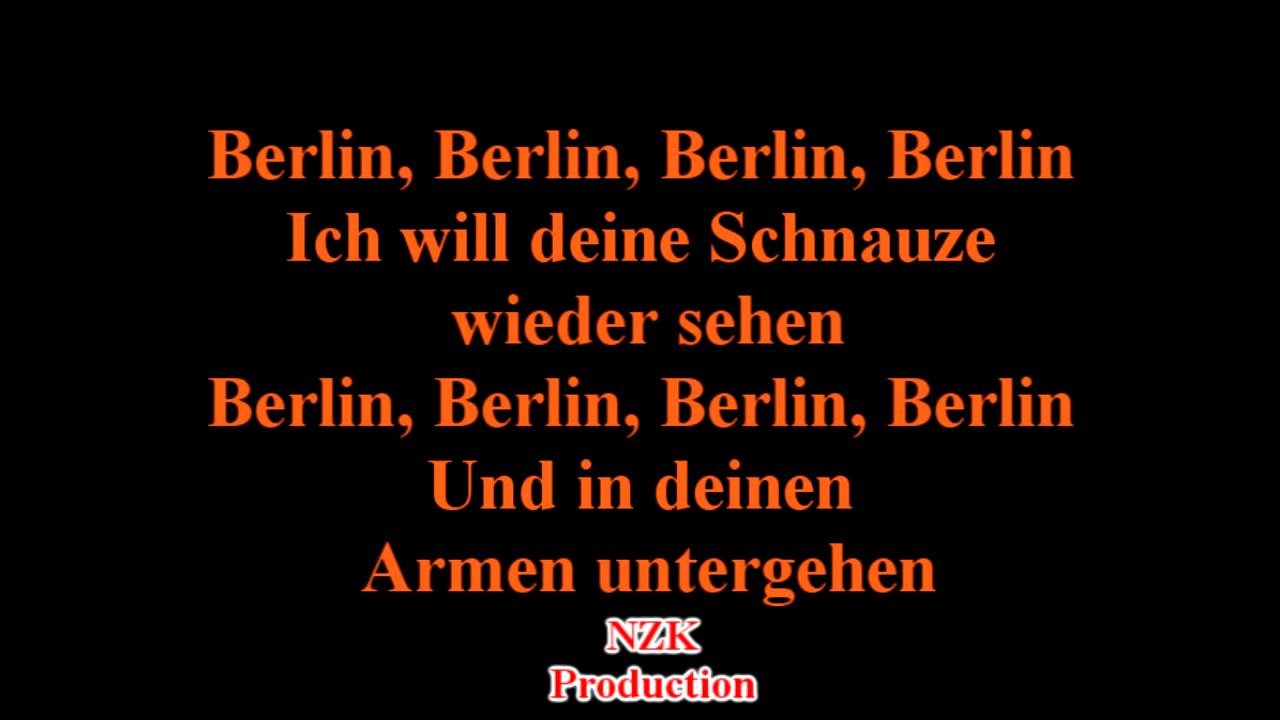 Berlin, Berlin, Berlin, Berlin
Ich will deine Schnauze
wieder sehen
Berlin, Berlin, Berlin, Berlin
Und in deinen
Armen untergehen
NZK
Production